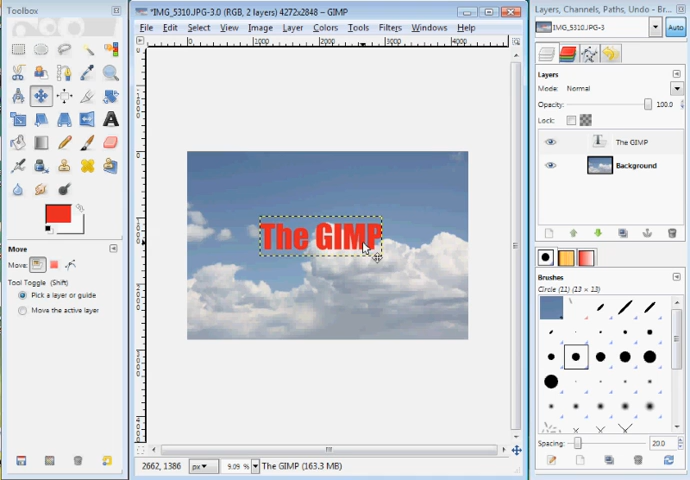 Toolbox
*IMG_5310.JPG-3.0 (RGB, 2 layers) 4272x2848 – GIMP
Layers, Channels, Paths, Undo - Br...
File Edit Select View Image Layer Colors Tools Filters Windows Help
IMG_5310.JPG-3
Auto
1000
3000
4000
Layers
Mode: Normal
Opacity: 100.0
Lock:
The GIMP
Background
The GIMP
Move
Move:
Tool Toggle (Shift)
Pick a layer or guide
Move the active layer
Brushes
Circle (11) (13 × 13)
Spacing: 20.0
2662, 1386 px 9.09 % The GIMP (163.3 MB)